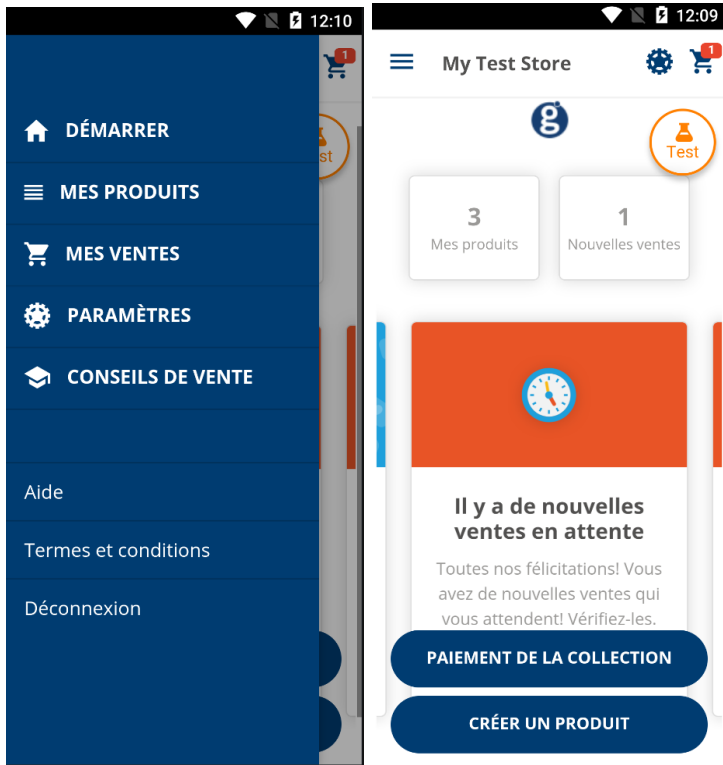 12:10
1
DÉMARRER
st
MES PRODUITS
MES VENTES
PARAMÈTRES
CONSEILS DE VENTE
Aide
Termes et conditions
Déconnexion
12:09
My Test Store
1
g
Test
3
Mes produits
1
Nouvelles ventes
Il y a de nouvelles
ventes en attente
Toutes nos félicitations! Vous
avez de nouvelles ventes qui
vous attendent! Vérifiez-les.
PAIEMENT DE LA COLLECTION
CRÉER UN PRODUIT